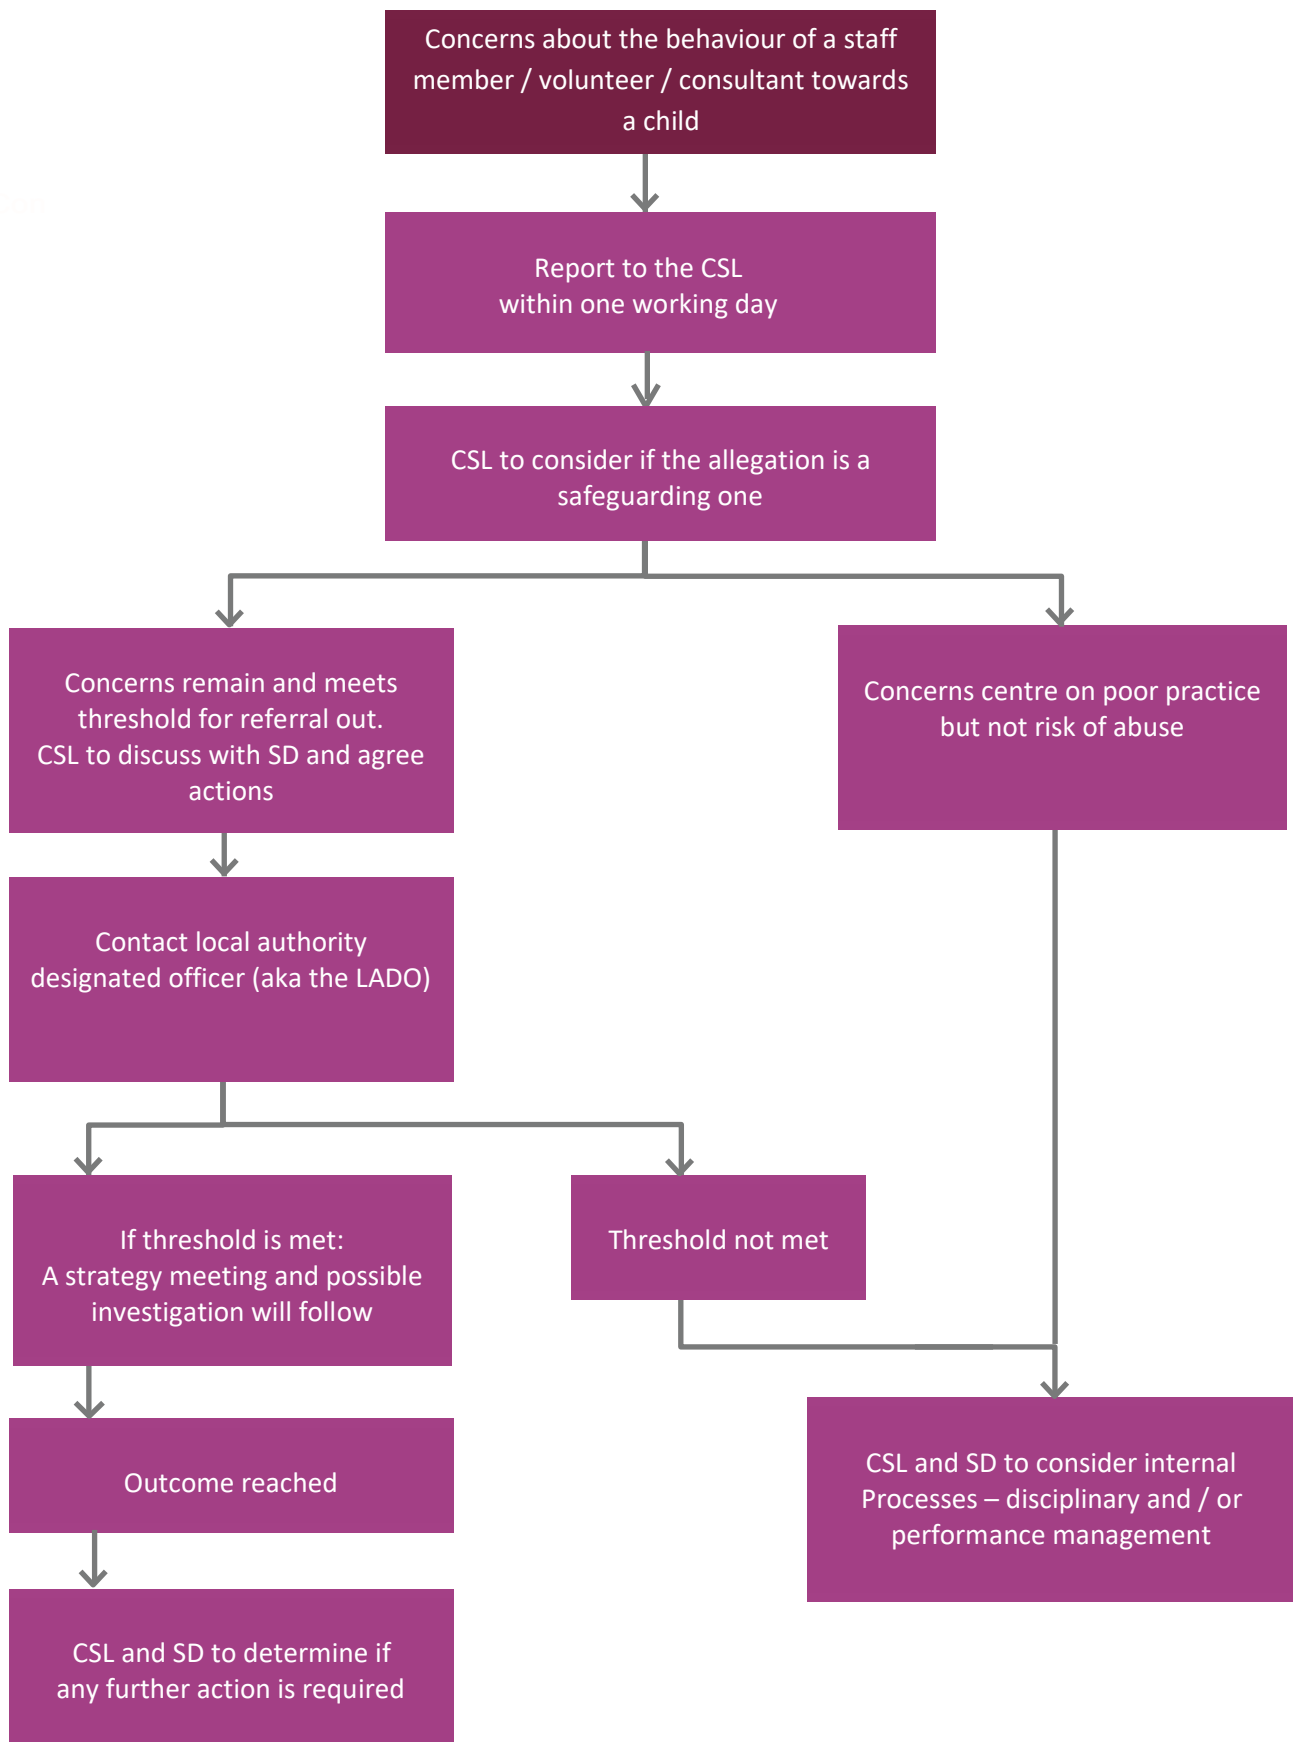 Concerns about the behaviour of a staff
member / volunteer / consultant towards
a child
Report to the CSL
within one working day
CSL to consider if the allegation is a
safeguarding one
Concerns remain and meets
threshold for referral out.
CSL to discuss with SD and agree
actions
Concerns centre on poor practice
but not risk of abuse
Contact local authority
designated officer (aka the LADO)
If threshold is met:
A strategy meeting and possible
investigation will follow
Threshold not met
Outcome reached
CSL and SD to consider internal
Processes – disciplinary and / or
performance management
CSL and SD to determine if
any further action is required